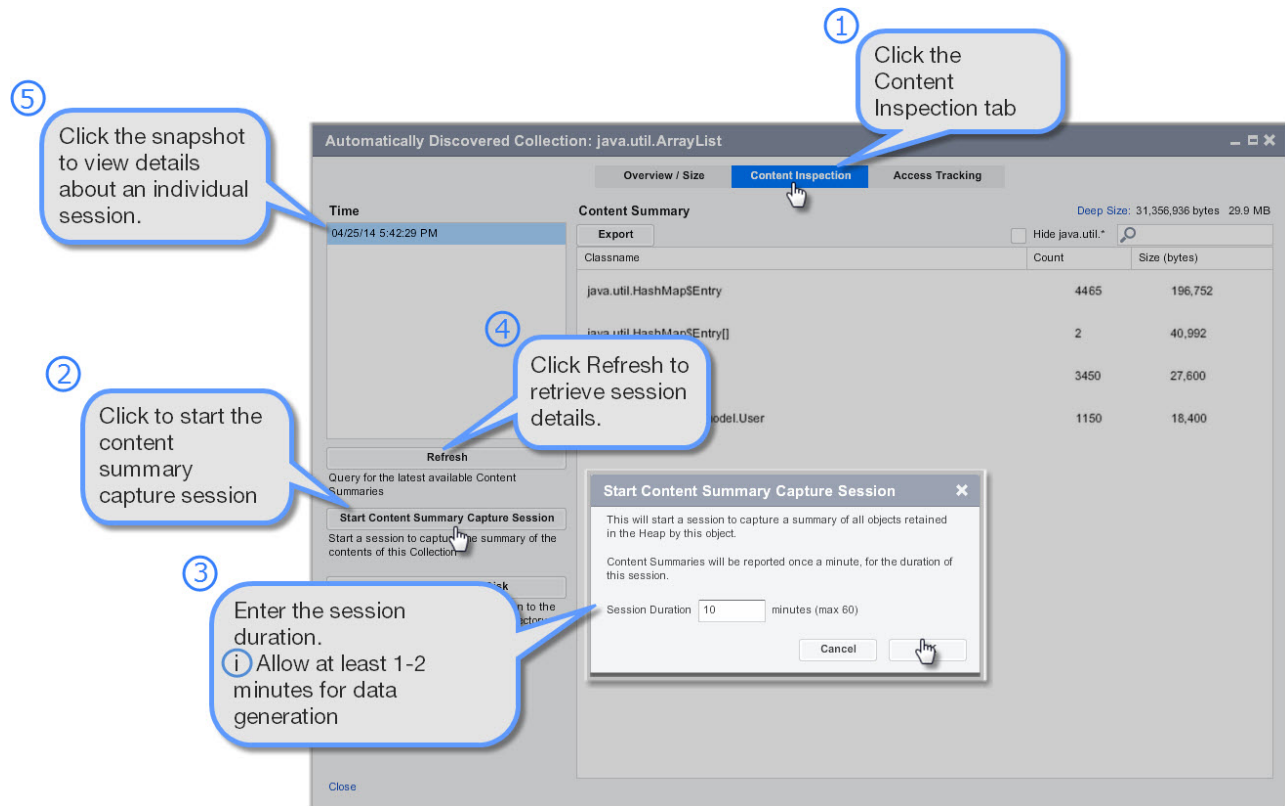 1
Click the
Content
Inspection tab
5
Click the snapshot
to view details
about an individual
session.
Automatically Discovered Collection: java.util.ArrayList
Overview / Size
Content Inspection
Access Tracking
Time
04/25/14 5:42:29 PM
Content Summary
Deep Size: 31,356,936 bytes 29.9 MB
Export
Hide java.util.*
Classname
Count
Size (bytes)
java.util.HashMap$Entry
4465
196,752
java.util.HashMap$Entry[]
2
40,992
3450
27,600
model.User
1150
18,400
4
Click Refresh to
retrieve session
details.
2
Click to start the
content
summary
capture session
Refresh
Query for the latest available Content
Summaries
Start Content Summary Capture Session
Start a session to capture the summary of the
contents of this Collection
3
Enter the session
duration.
i Allow at least 1-2
minutes for data
generation
n to the
Start Content Summary Capture Session
This will start a session to capture a summary of all objects retained
in the Heap by this object.
Content Summaries will be reported once a minute, for the duration of
this session.
Session Duration 10 minutes (max 60)
Cancel
Close